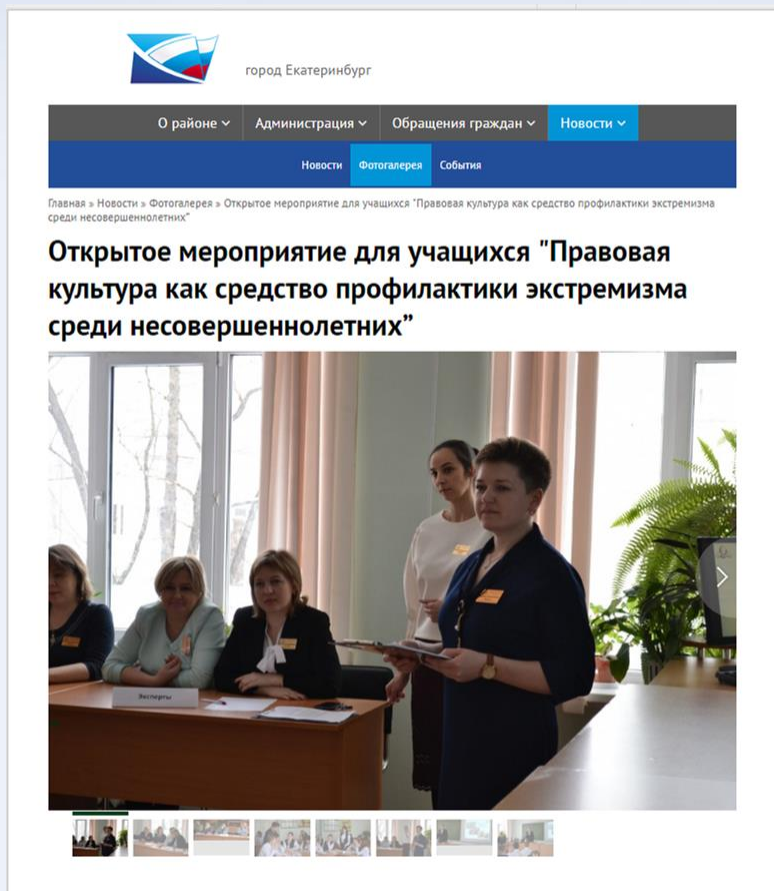 город Екатеринбург
О районе
Администрация
Обращения граждан
Новости
Новости
Фотогалерея
События
Главная » Новости » Фотогалерея » Открытое мероприятие для учащихся "Правовая культура как средство профилактики экстремизма
среди несовершеннолетних"
Открытое мероприятие для учащихся "Правовая
культура как средство профилактики экстремизма
среди несовершеннолетних”
Эксперты